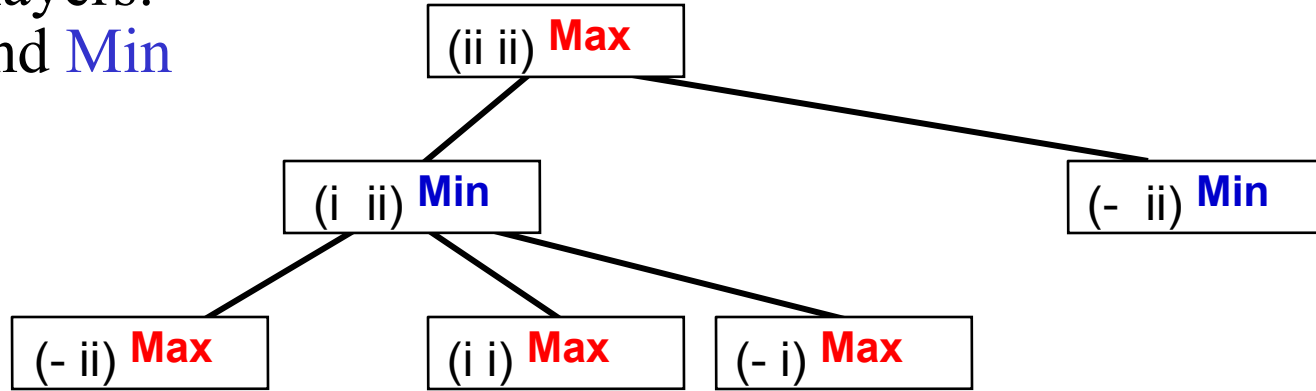 ayers:
nd Min
(ii ii) Max
(i ii) Min
(- ii) Min
(- ii) Max
(i i) Max
(- i) Max